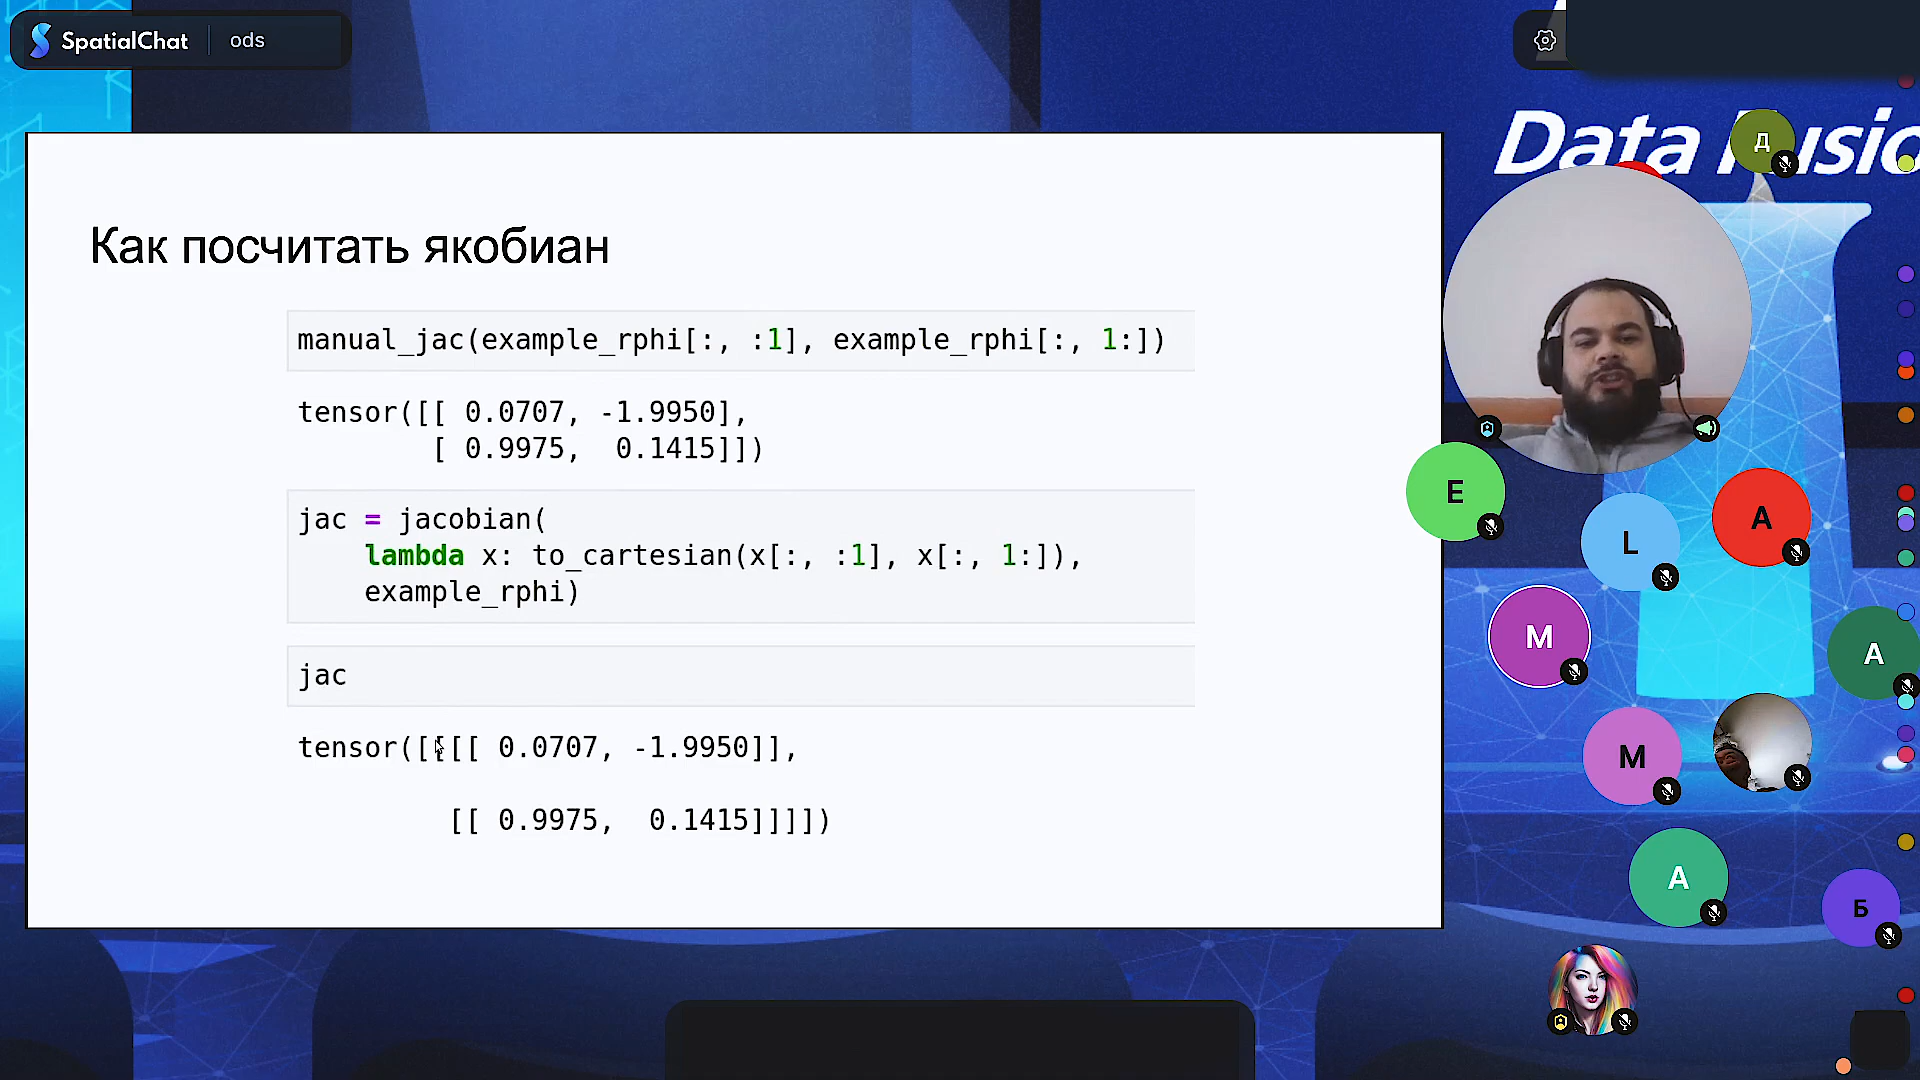 SpatialChat
ods
Data Fusio
Как посчитать якобиан
manual_jac(example_rphi[:, :1], example_rphi[:, 1:])
tensor([[ 0.0707, -1.9950],
[ 0.9975, 0.1415]])
jac = jacobian(
lambda x: to_cartesian(x[:, :1], x[:, 1:]),
example_rphi)
jac
tensor([[[[ 0.0707, -1.9950]],
[[ 0.9975, 0.1415]]]])
Д
E
L
A
M
A
M
A
Б